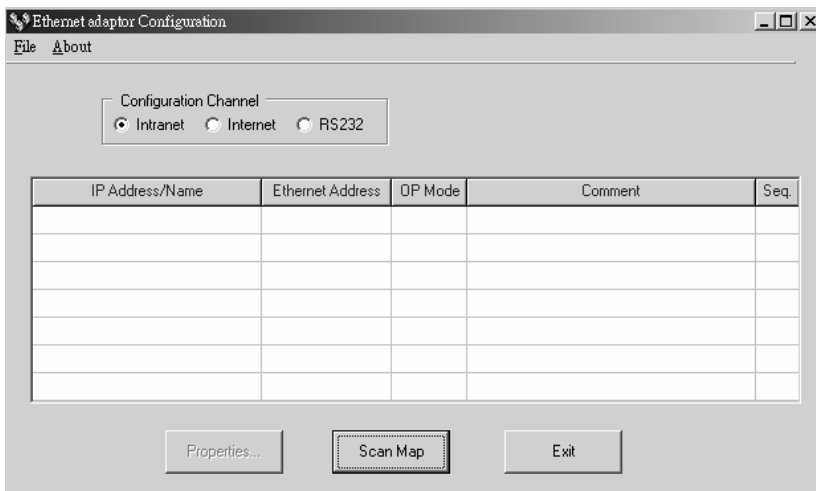 Ethernet adaptor Configuration
File About
Configuration Channel
Intranet Internet RS232
IP Address/Name Ethernet Address OP Mode Comment Seq.
Properties... Scan Map Exit